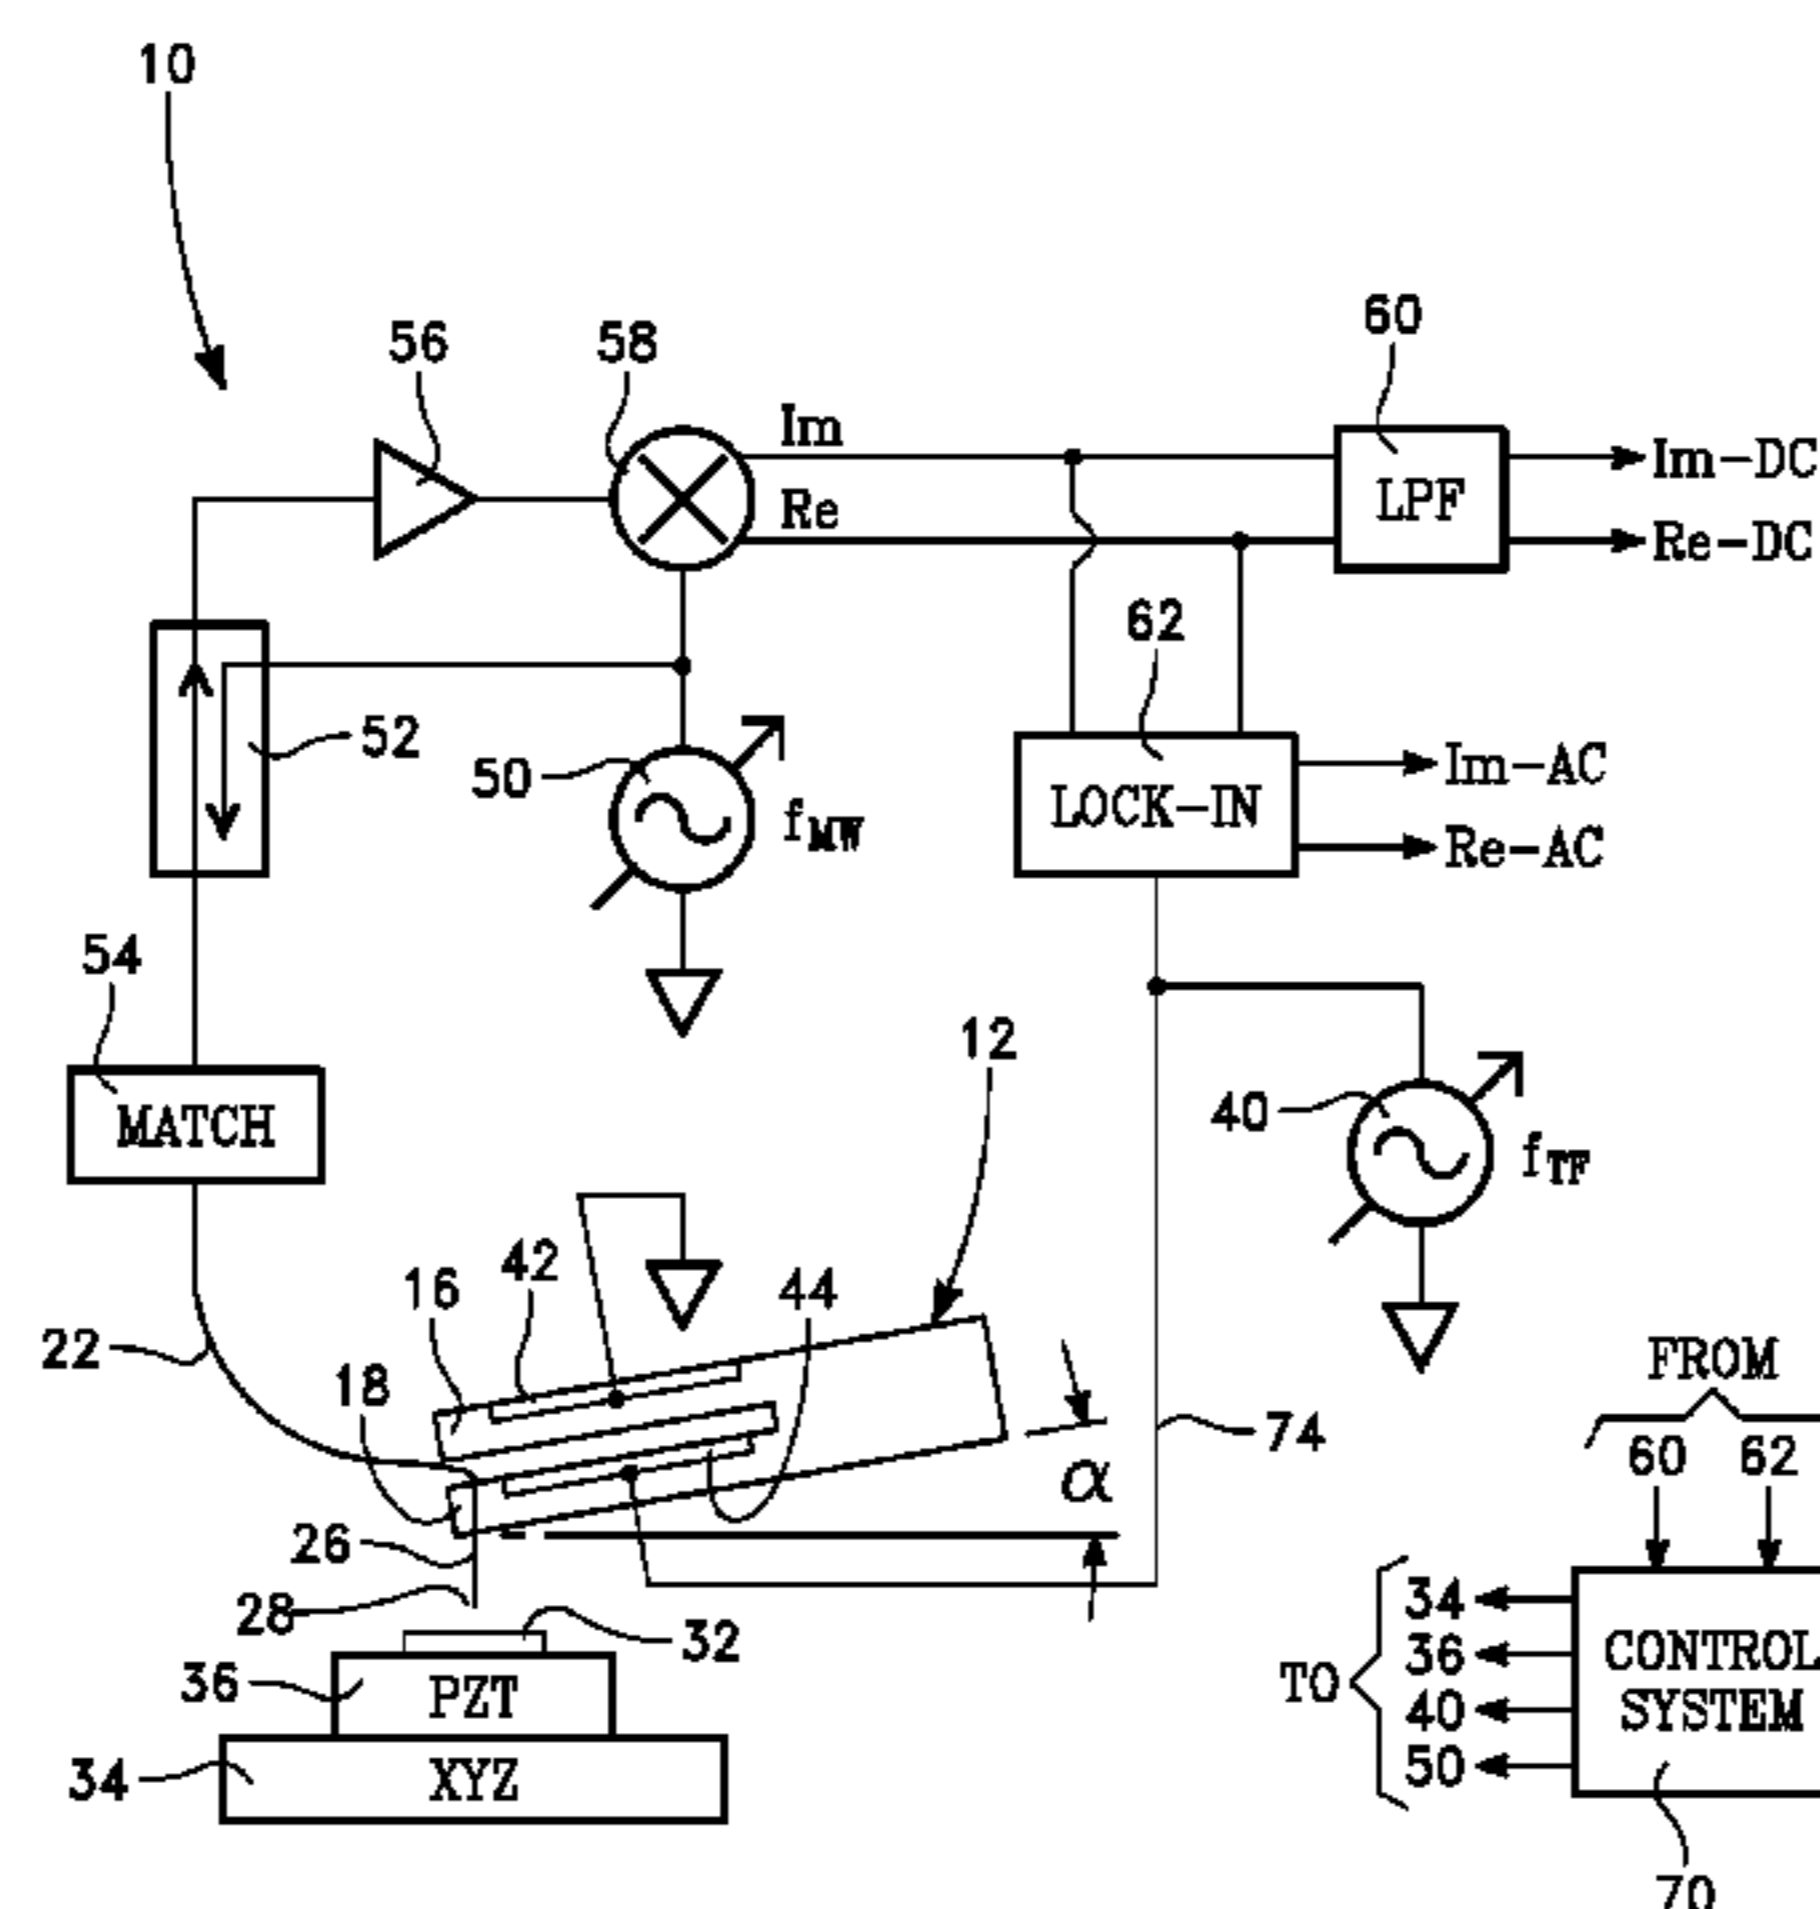 10
56
58
60
Im
Re
LPF
Im-DC
Re-DC
62
52
50
fMW
LOCK-IN
Im-AC
Re-AC
54
MATCH
12
40
fTF
42
16
44
22
18
74
FROM
60 62
α
26
28
32
36
PZT
34
XYZ
TO
34
36
40
50
CONTROL
SYSTEM
70